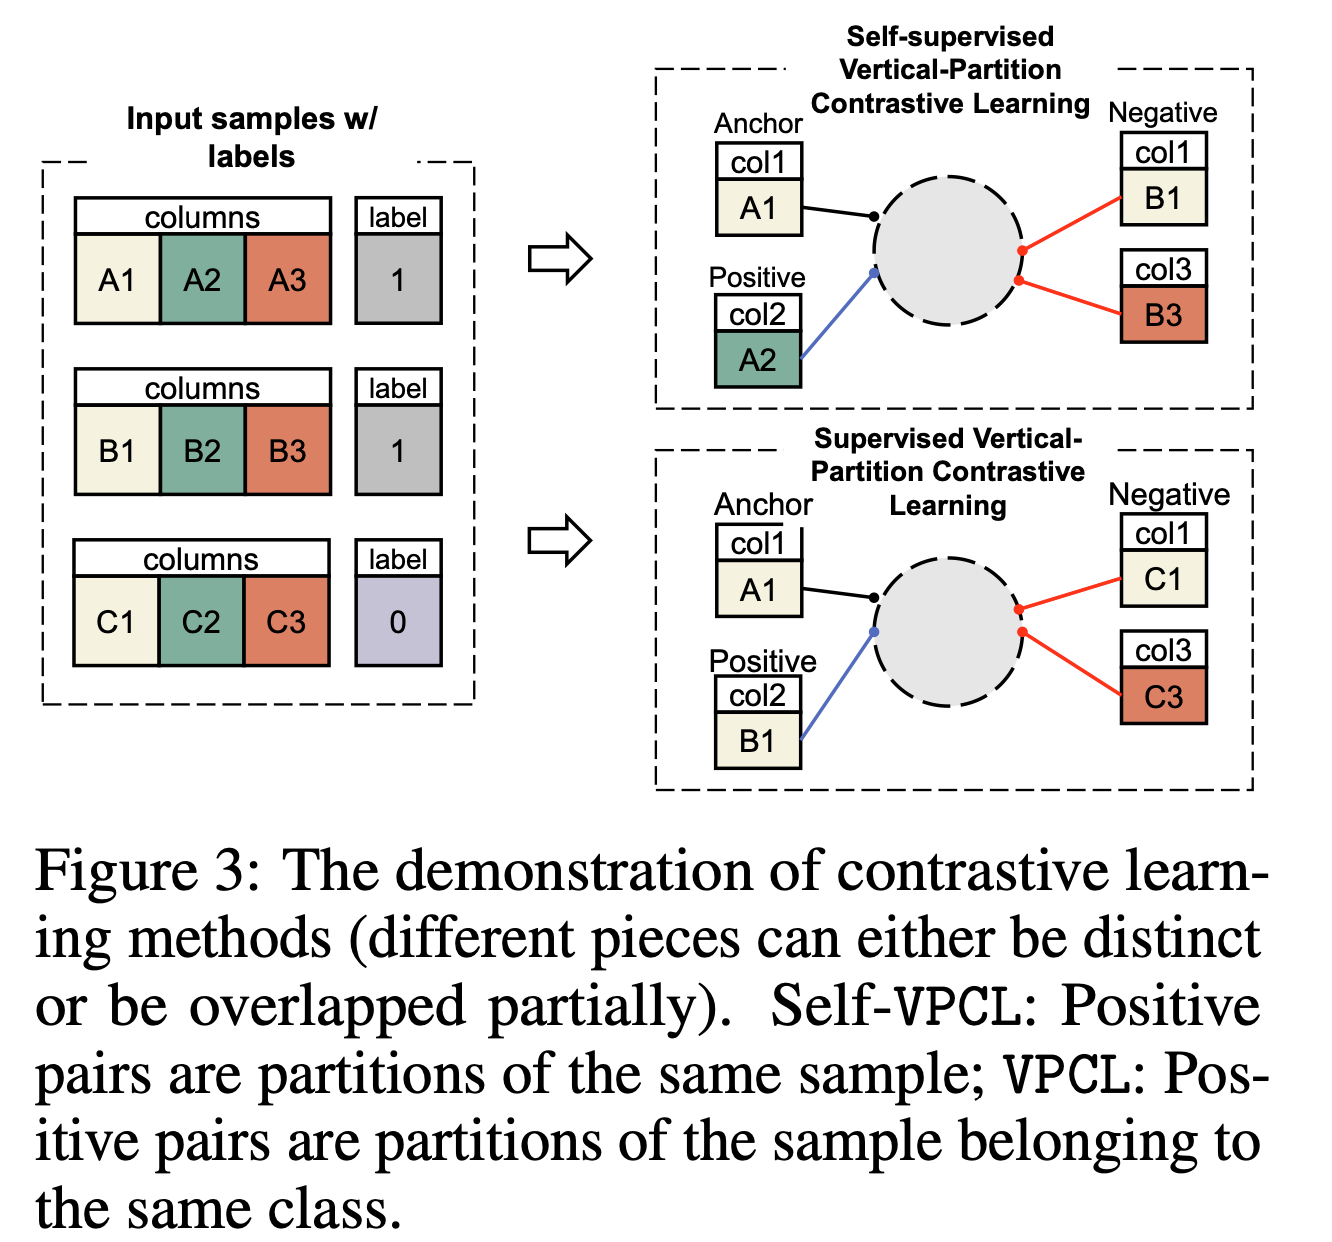 Input samples w/
labels
columns
label
A1
A2
A3
1
columns
label
B1
B2
B3
1
columns
label
C1
C2
C3
0
Self-supervised
Vertical-Partition
Contrastive Learning
Anchor
col1
A1
Positive
col2
A2
Negative
col1
B1
col3
B3
Supervised Vertical-
Partition Contrastive
Learning
Anchor
col1
A1
Positive
col2
B1
Negative
col1
C1
col3
C3
Figure 3: The demonstration of contrastive learn-
ing methods (different pieces can either be distinct
or be overlapped partially). Self-VPCL: Positive
pairs are partitions of the same sample; VPCL: Pos-
itive pairs are partitions of the sample belonging to
the same class.